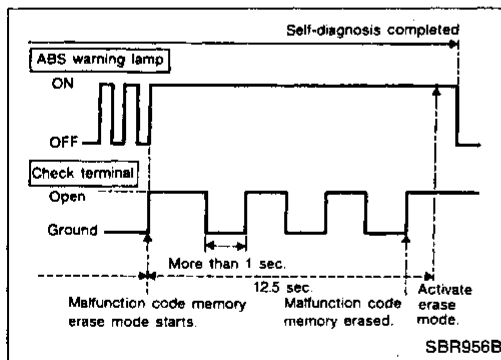 Self-diagnosis completed
ABS warning lamp
ON
OFF
Check terminal
Open
Ground
More than 1 sec.
12.5 sec.
Malfunction code memory
erase mode starts.
Malfunction code
memory erased.
Activate
erase
mode.
SBR956B